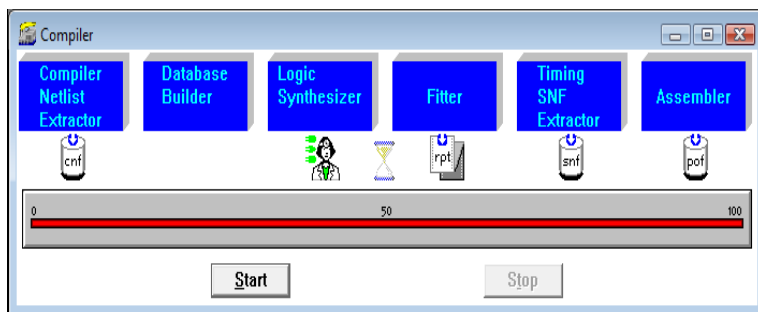 Compiler
Compiler
Netlist
Extractor
Database
Builder
Logic
Synthesizer
Fitter
Timing
SNF
Extractor
Assembler
cnf
rpt
snf
pof
0 50 100
Start Stop